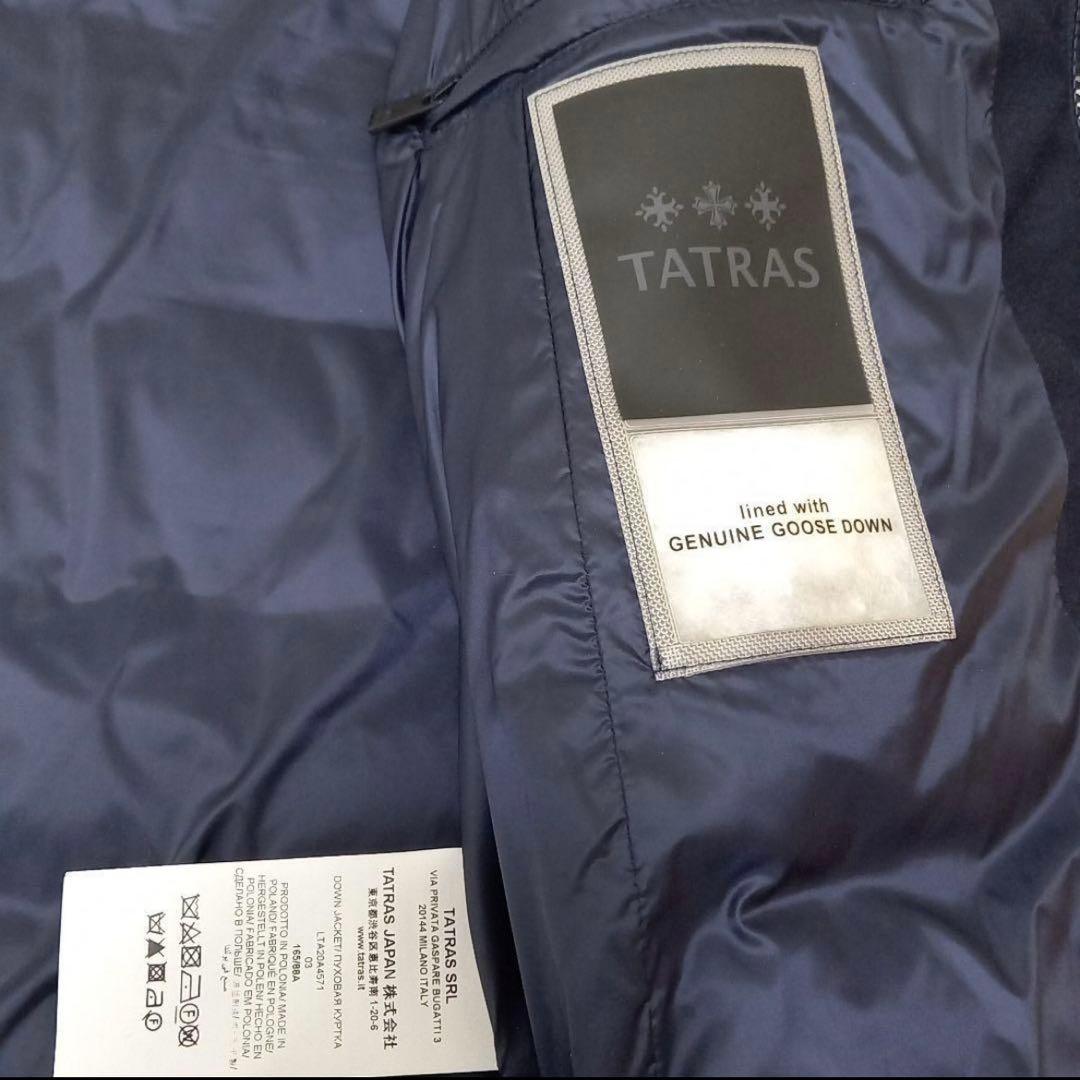 TATRAS
lined with
GENUINE GOOSE DOWN
TATRAS SRL
VIA PRIVATA GASPARE BUGATTI 3
20144 MILANO ITALY
TATRAS JAPAN 株式会社
東京都渋谷区恵比寿南 1-20-6
www.tatras.it
LTA20A4571
DOWN JACKET/ ПУХОВАЯ КУРТКА
03
165/88A
PRODOTTO IN POLONIA/ MADE IN
POLAND/ FABRIQUÉ EN POLOGNE/
HERGESTELLT IN POLEN/ HECHO EN
POLONIA/ FABRICADO EM POLONIA/
СДЕЛАНО В ПОЛЬШЕ/
F
F